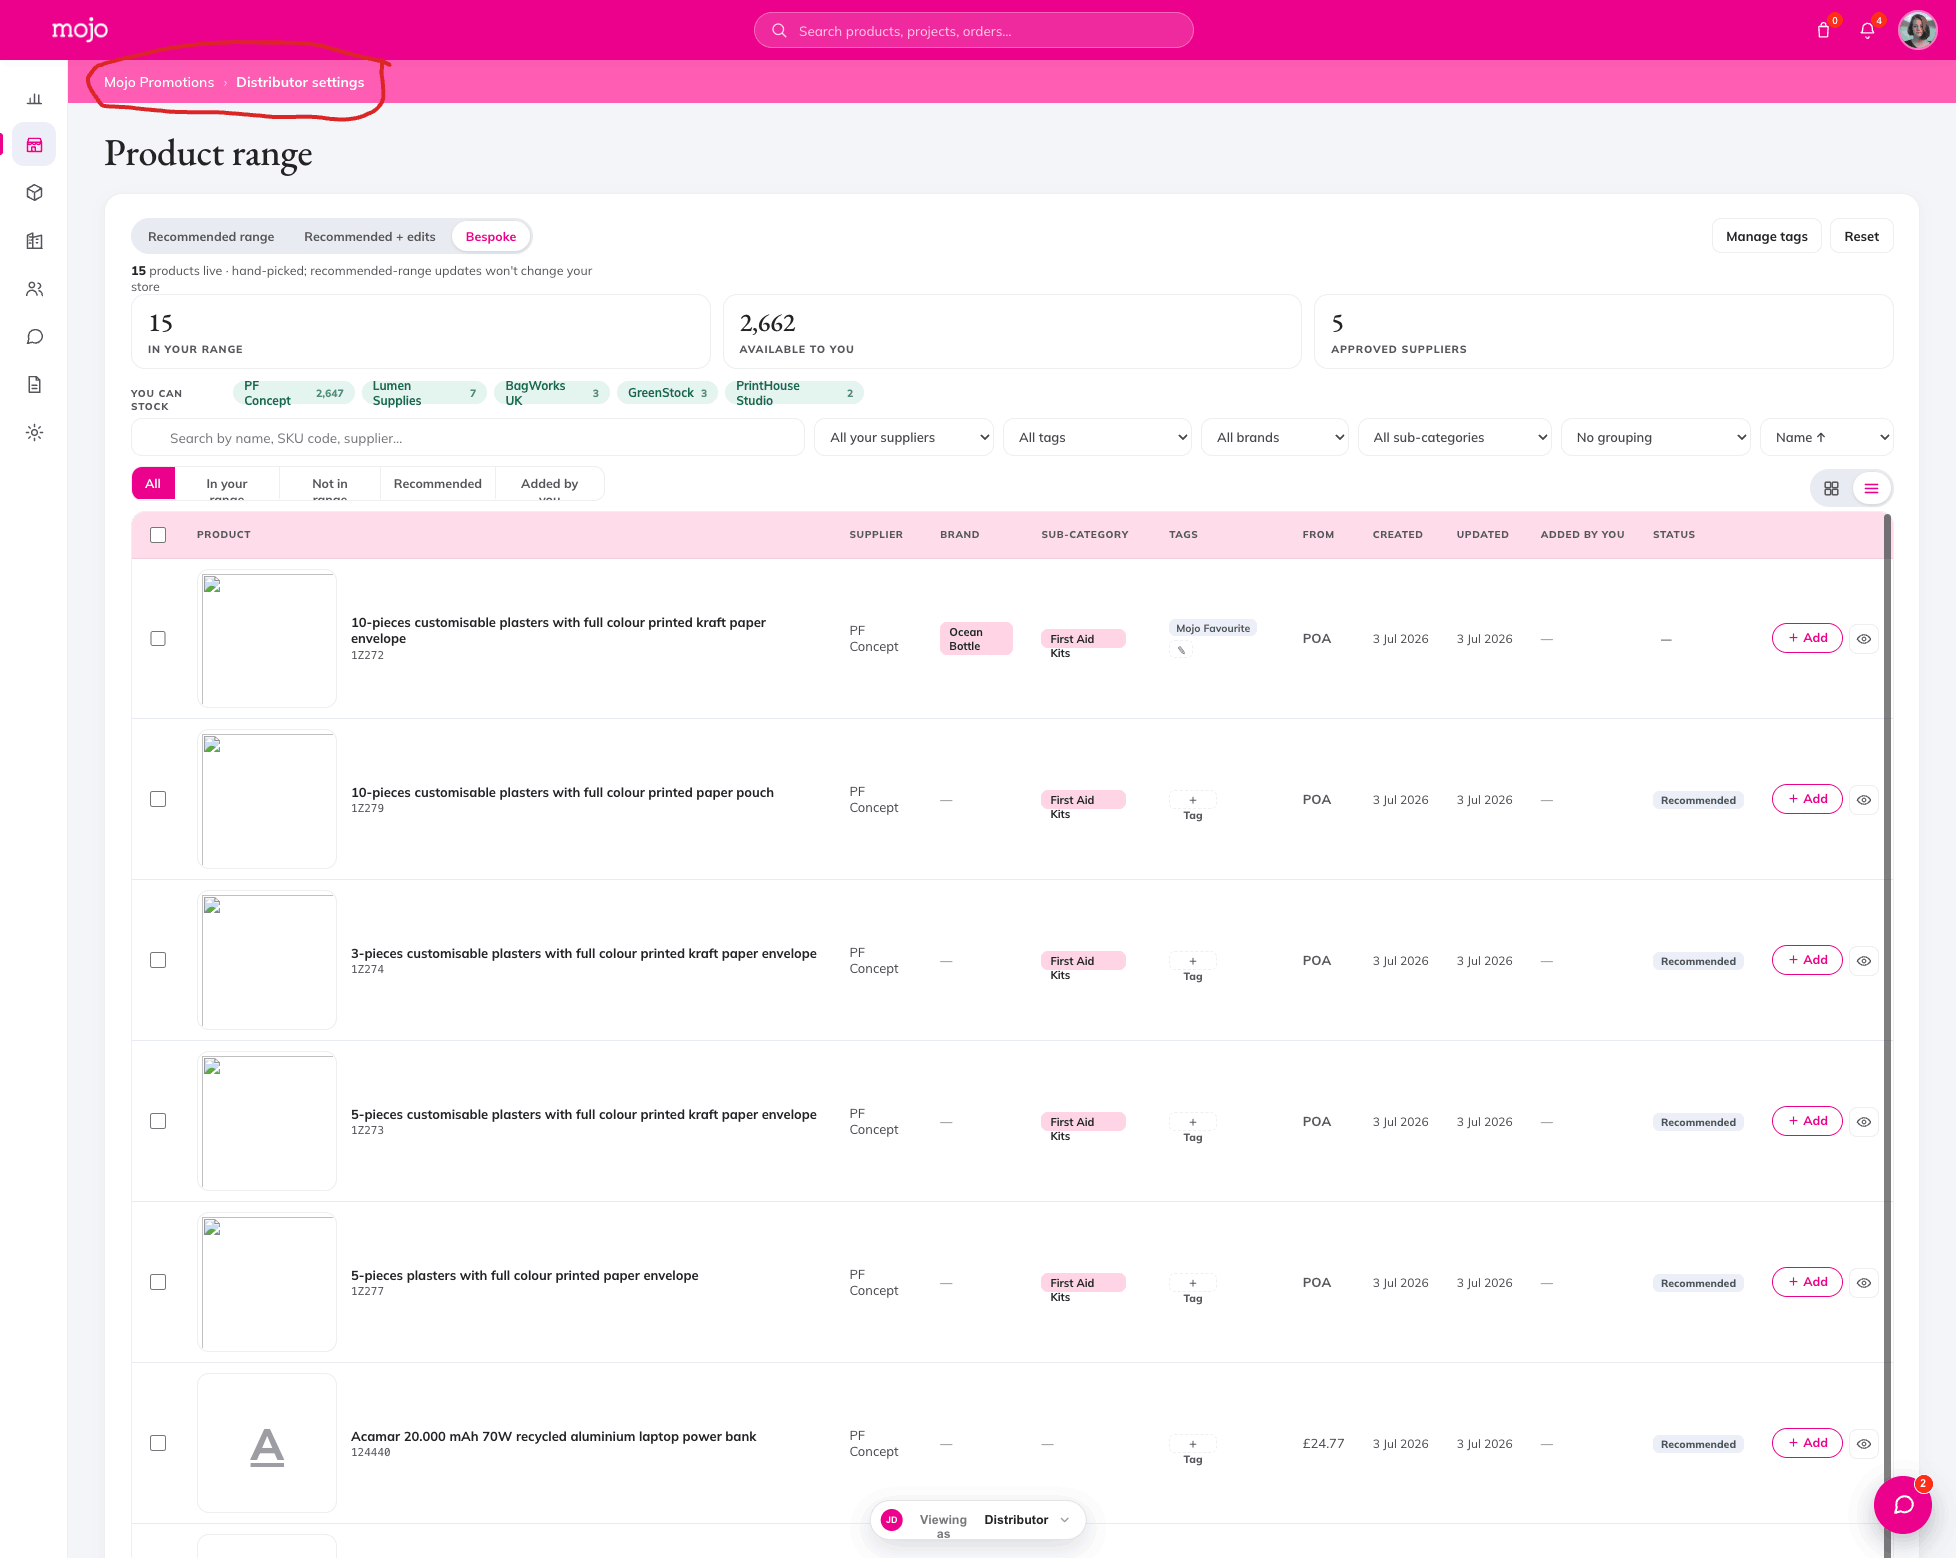 mojo
Search products, projects, orders...
0
4
Mojo Promotions › Distributor settings
Product range
Recommended range
Recommended + edits
Bespoke
Manage tags
Reset
15 products live · hand-picked; recommended-range updates won't change your
store
15
IN YOUR RANGE
2,662
AVAILABLE TO YOU
5
APPROVED SUPPLIERS
YOU CAN
STOCK
PF
Concept
2,647
Lumen
Supplies
7
BagWorks
UK
3
GreenStock 3
PrintHouse
Studio
2
Search by name, SKU code, supplier...
All your suppliers
All tags
All brands
All sub-categories
No grouping
Name ↑
All
In your
range
Not in
range
Recommended
Added by
you
PRODUCT SUPPLIER BRAND SUB-CATEGORY TAGS FROM CREATED UPDATED ADDED BY YOU STATUS
10-pieces customisable plasters with full colour printed kraft paper
envelope
1Z272
PF
Concept
Ocean
Bottle
First Aid
Kits
Mojo Favourite
✎
POA
3 Jul 2026
3 Jul 2026
—
—
+ Add
10-pieces customisable plasters with full colour printed paper pouch
1Z279
PF
Concept
—
First Aid
Kits
+
Tag
POA
3 Jul 2026
3 Jul 2026
—
Recommended
+ Add
3-pieces customisable plasters with full colour printed kraft paper envelope
1Z274
PF
Concept
—
First Aid
Kits
+
Tag
POA
3 Jul 2026
3 Jul 2026
—
Recommended
+ Add
5-pieces customisable plasters with full colour printed kraft paper envelope
1Z273
PF
Concept
—
First Aid
Kits
+
Tag
POA
3 Jul 2026
3 Jul 2026
—
Recommended
+ Add
5-pieces plasters with full colour printed paper envelope
1Z277
PF
Concept
—
First Aid
Kits
+
Tag
POA
3 Jul 2026
3 Jul 2026
—
Recommended
+ Add
A
Acamar 20.000 mAh 70W recycled aluminium laptop power bank
124440
PF
Concept
—
—
+
Tag
£24.77
3 Jul 2026
3 Jul 2026
—
Recommended
+ Add
2
JD
Viewing
as
Distributor